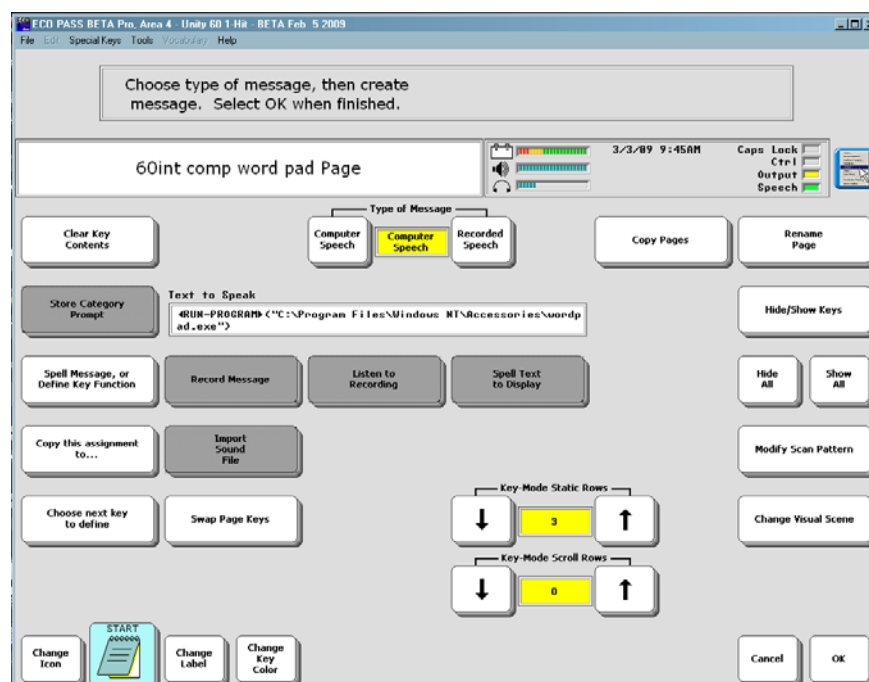 ECO PASS BETA Pro, Area 4 - Unity 60 1-Hit - BETA Feb 5 2009
File Edit Special Keys Tools Vocabulary Help
Choose type of message, then create
message. Select OK when finished.
60int comp word pad Page
3/3/09 9:45AM
Caps Lock
Ctrl
Output
Speech
Clear Key
Contents
Type of Message
Computer
Speech
Computer
Speech
Recorded
Speech
Copy Pages
Rename
Page
Store Category
Prompt
Text to Speak
<RUN-PROGRAM>("C:\Program Files\Windows NT\Accessories\wordp
ad.exe")
Hide/Show Keys
Spell Message, or
Define Key Function
Record Message
Listen to
Recording
Spell Text
to Display
Hide
All
Show
All
Copy this assignment
to...
Import
Sound
File
Modify Scan Pattern
Choose next key
to define
Swap Page Keys
Key-Mode Static Rows
3
Change Visual Scene
Key-Mode Scroll Rows
0
Change
Icon
START
Change
Label
Change
Key
Color
Cancel
OK